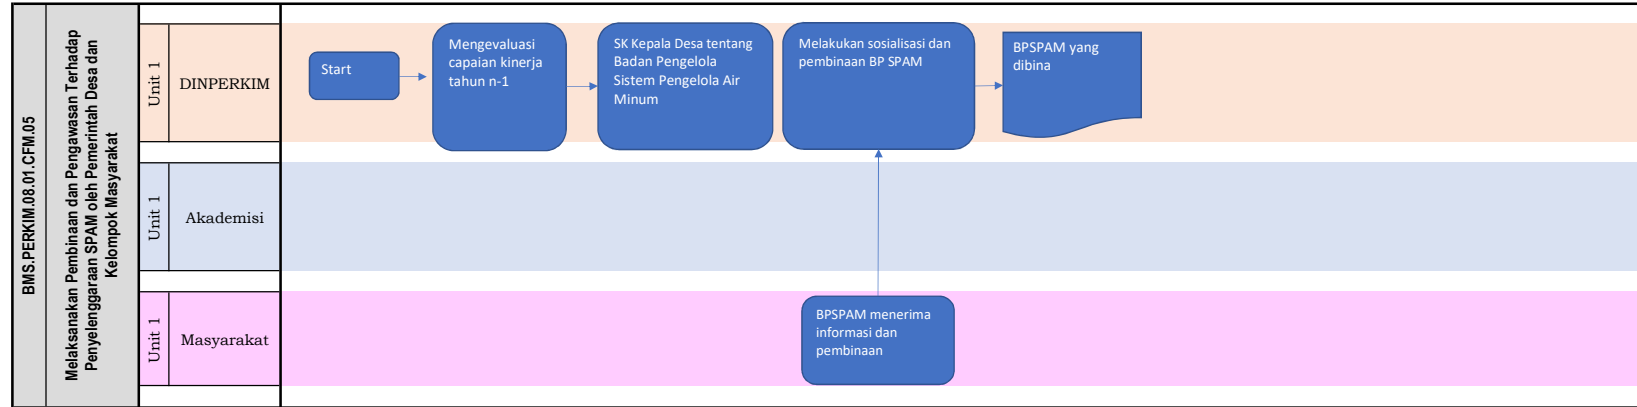 BMS.PERKIM.08.01.CFM.05
Melaksanakan Pembinaan dan Pengawasan Terhadap
Penyelenggaraan SPAM oleh Pemerintah Desa dan
Kelompok Masyarakat
Unit 1
DINPERKIM
Start
Mengevaluasi
capaian kinerja
tahun n-1
SK Kepala Desa tentang
Badan Pengelola
Sistem Pengelola Air
Minum
Melakukan sosialisasi dan
pembinaan BP SPAM
BPSPAM yang
dibina
Unit 1
Akademisi
Unit 1
Masyarakat
BPSPAM menerima
informasi dan
pembinaan